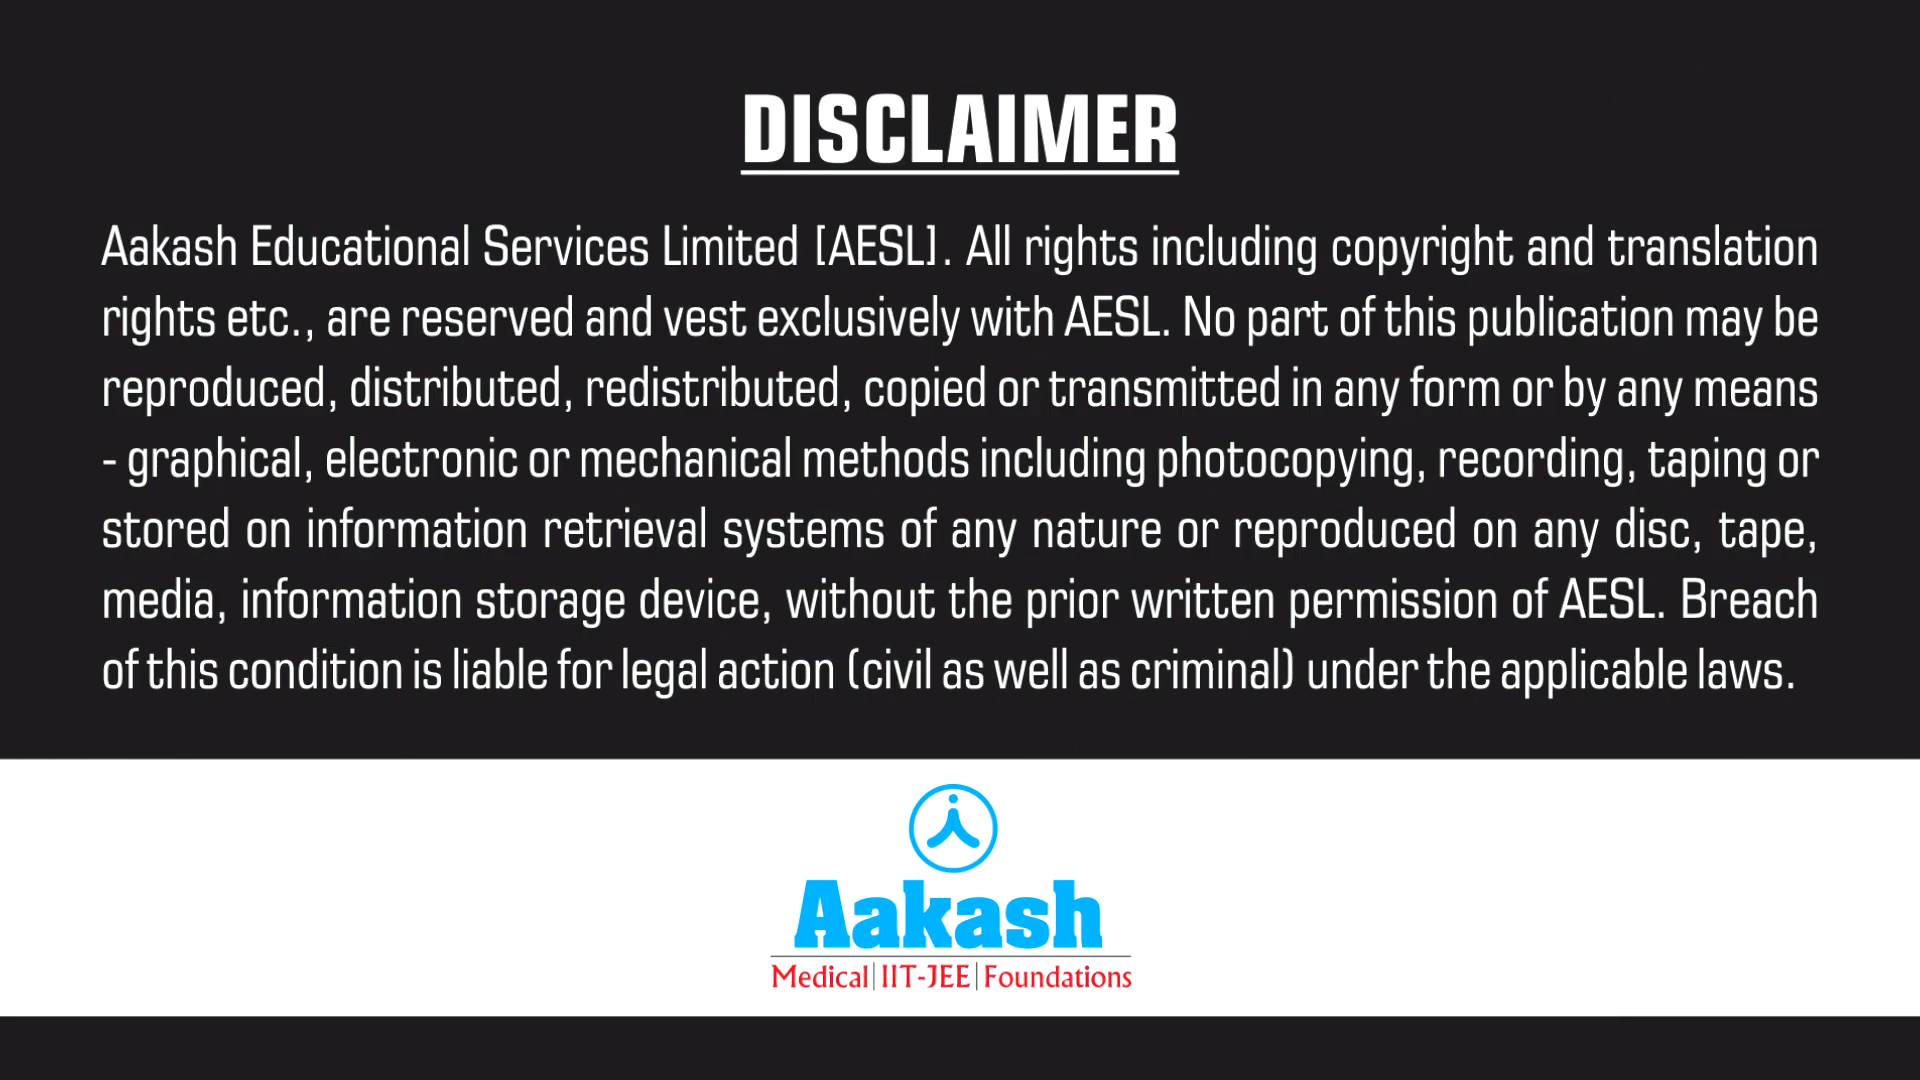 DISCLAIMER
Aakash Educational Services Limited [AESL]. All rights including copyright and translation
rights etc., are reserved and vest exclusively with AESL. No part of this publication may be
reproduced, distributed, redistributed, copied or transmitted in any form or by any means
- graphical, electronic or mechanical methods including photocopying, recording, taping or
stored on information retrieval systems of any nature or reproduced on any disc, tape,
media, information storage device, without the prior written permission of AESL. Breach
of this condition is liable for legal action (civil as well as criminal) under the applicable laws.
Aakash
Medical|IIT-JEE|Foundations